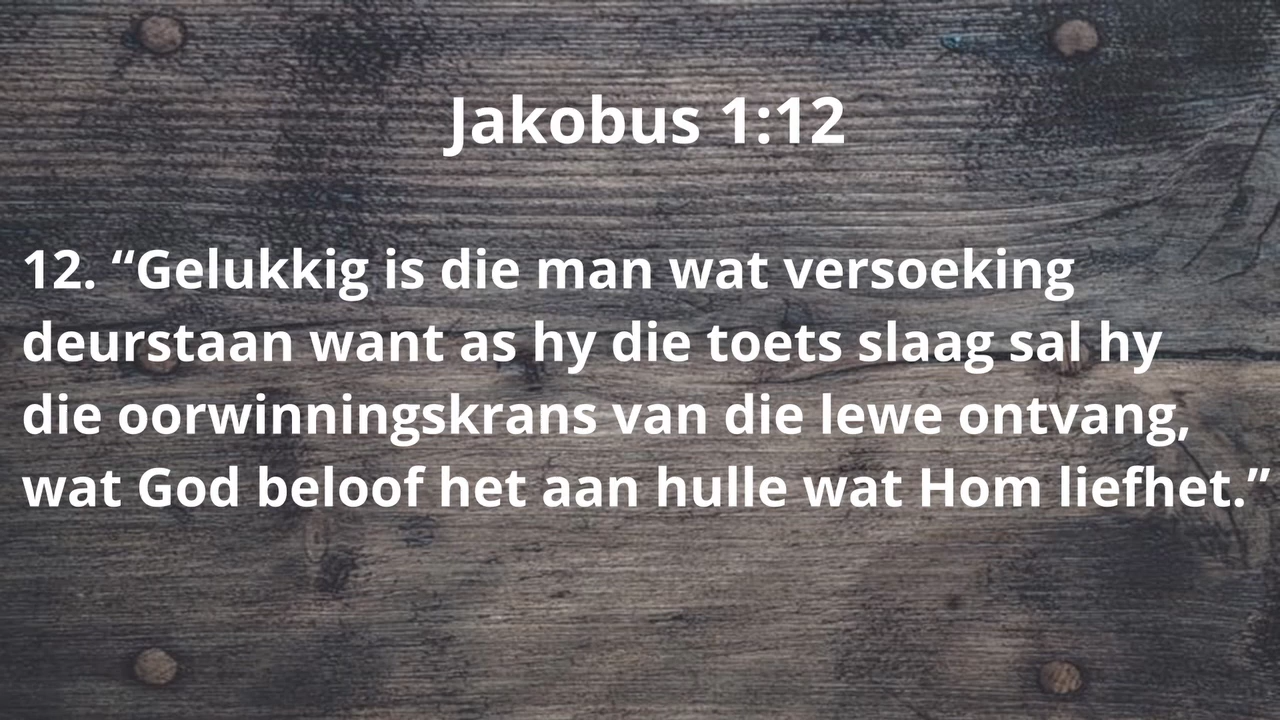 Jakobus 1:12
12. “Gelukkig is die man wat versoeking
deurstaan want as hy die toets slaag sal hy
die oorwinningskrans van die lewe ontvang,
wat God beloof het aan hulle wat Hom liefhet.”